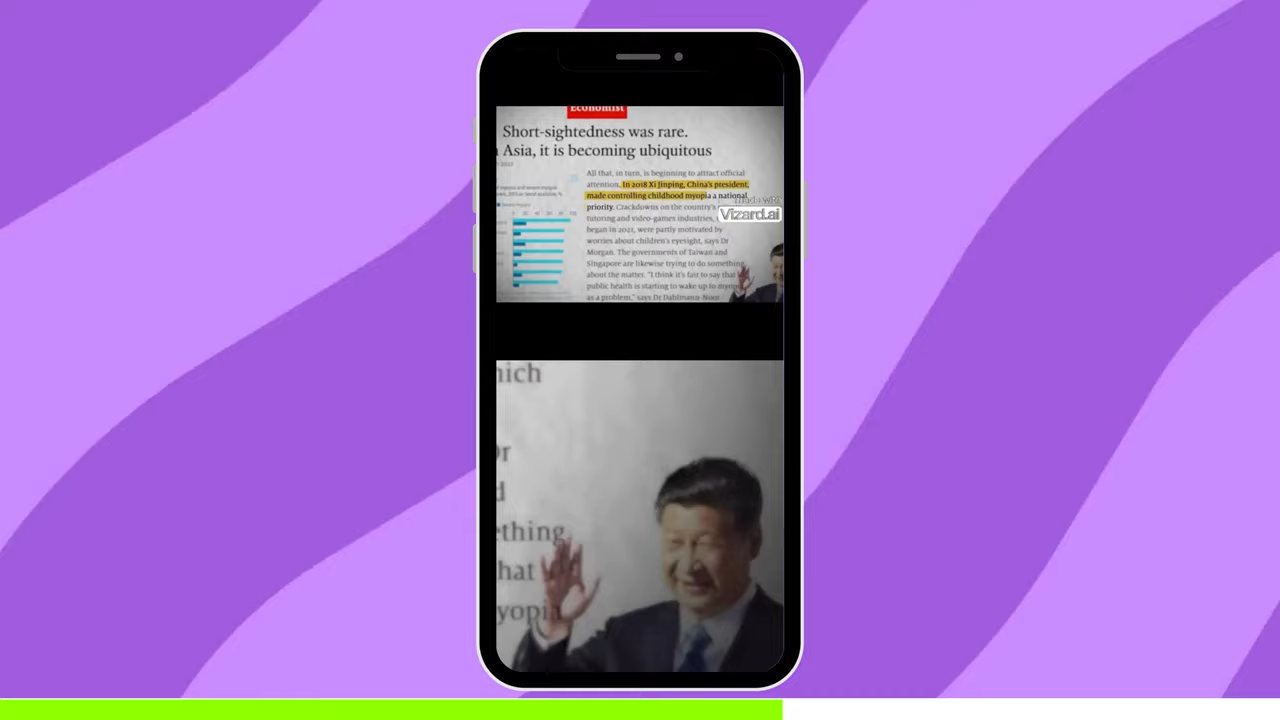 Economist
Short-sightedness was rare.
Asia, it is becoming ubiquitous
2022
All that, in turn, is beginning to attract official
attention. In 2018 Xi Jinping, China's president,
made controlling childhood myopia a national
priority. Crackdowns on the country's
tutoring and video-games industries,
began in 2021, were partly motivated by
worries about children's eyesight, says Dr
Morgan. The governments of Taiwan and
Singapore are likewise trying to do something
about the matter. "I think it's fair to say that
public health is starting to wake up to myopia
as a problem," says Dr Dahlmann-Noor
made with
Vizard.ai
hich
or
d
ething
hat
yopia